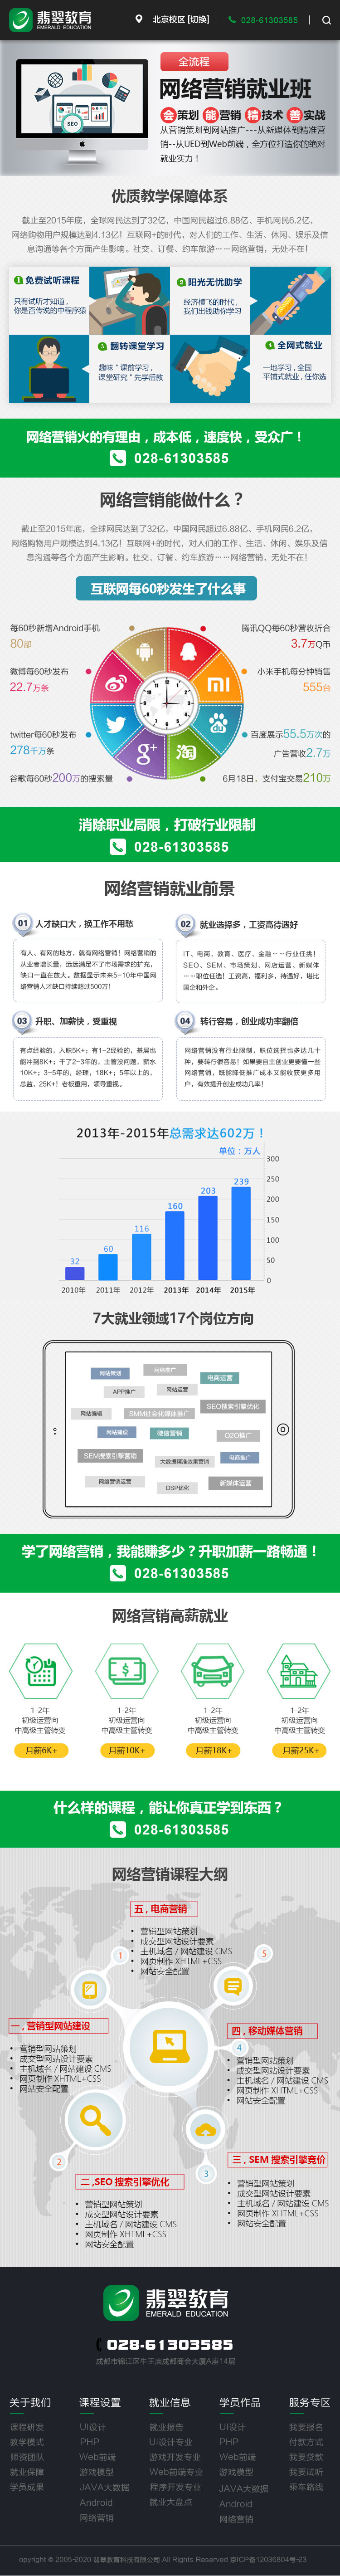 翡翠教育
EMERALD EDUCATION
北京校区 [切换]
028-61303585
全流程
网络营销就业班
会策划 能营销 精技术 善实战
从营销策划到网站推广---从新媒体到精准营
销--从UED到Web前端，全方位打造你的绝对
就业实力！
SEO
优质教学保障体系
截止至2015年底，全球网民达到了32亿，中国网民超过6.88亿、手机网民6.2亿，
网络购物用户规模达到4.13亿！互联网+的时代，对人们的工作、生活、休闲、娱乐及信
息沟通等各个方面产生影响。社交、订餐、约车旅游……网络营销，无处不在！
1 免费试听课程
只有试听才知道，
你是否传说的中程序猿
2 阳光无忧助学
经济横飞的时代，
我们出钱助你学习
5 翻转课堂学习
趣味＂课前学习，
课堂研究＂先学后教
4 全网式就业
一地学习，全国
平铺式就业，任你选
网络营销火的有理由，成本低，速度快，受众广！
028-61303585
网络营销能做什么？
截止至2015年底，全球网民达到了32亿，中国网民超过6.88亿、手机网民6.2亿，
网络购物用户规模达到4.13亿！互联网+的时代，对人们的工作、生活、休闲、娱乐及信
息沟通等各个方面产生影响。社交、订餐、约车旅游……网络营销，无处不在！
互联网每60秒发生了什么事
每60秒新增Android手机
80部
腾讯QQ每60秒营收折合
3.7万Q币
微博每60秒发布
22.7万条
小米手机每分钟销售
555台
twitter每60秒发布
278千万条
百度展示55.5万次的
广告营收2.7万
谷歌每60秒200万的搜索量
6月18日，支付宝交易210万
消除职业局限，打破行业限制
028-61303585
网络营销就业前景
01 人才缺口大，换工作不用愁
有人、有网的地方，就有网络营销！网络营销的
从业者增长量，远远满足不了市场需求的扩充，
缺口一直在放大。数据显示未来5-10年中国网
络营销人才缺口持续超过500万！
02 就业选择多，工资高待遇好
IT、电商、教育、医疗、金融……行业任挑！
SEO、SEM、市场策划、网店运营、新媒体
……职位任选！工资高，福利多，待遇好，堪比
国企和外企。
03 升职、加薪快，受重视
有点经验的，入职5K+；有1-2经验的，基层也
能冲到8K+；干了2-3年的，主管没问题，薪水
10K+；3-5年的，经理，18K+；5年以上的，
总监，25K+！老板重用，领导重视。
04 转行容易，创业成功率翻倍
网络营销没有行业限制，职位选择也多达几十
种，要转行很容易！如果要自主创业更要懂一些
网络营销，既能降低推广成本又能收获更多用
户，有效提升创业成功几率！
2013年-2015年总需求达602万！
单位：万人
300
250
200
150
100
50
0
32
60
116
160
203
239
2010年 2011年 2012年 2013年 2014年 2015年
7大就业领域17个岗位方向
网站策划
网络推广
电商运营
APP推广
网站运营
SEO搜索引擎优化
网站编辑
SMM社会化媒体推广
网站建设
微信营销
O2O推广
SEM搜索引擎营销
大数据精准效果营销
电商推广
网络营销运营
DSP优化
新媒体运营
学了网络营销，我能赚多少？升职加薪一路畅通！
028-61303585
网络营销高薪就业
1-2年
初级运营向
中高级主管转变
月薪6K+
1-2年
初级运营向
中高级主管转变
月薪10K+
1-2年
初级运营向
中高级主管转变
月薪18K+
1-2年
初级运营向
中高级主管转变
月薪25K+
什么样的课程，能让你真正学到东西？
028-61303585
网络营销课程大纲
五，电商营销
• 营销型网站策划
• 成交型网站设计要素
• 主机域名 / 网站建设 CMS
• 网页制作 XHTML+CSS
• 网站安全配置
1
5
一，营销型网站建设
• 营销型网站策划
• 成交型网站设计要素
• 主机域名 / 网站建设 CMS
• 网页制作 XHTML+CSS
• 网站安全配置
四，移动媒体营销
4
• 营销型网站策划
• 成交型网站设计要素
• 主机域名 / 网站建设 CMS
• 网页制作 XHTML+CSS
• 网站安全配置
2
3
二,SEO 搜索引擎优化
• 营销型网站策划
• 成交型网站设计要素
• 主机域名 / 网站建设 CMS
• 网页制作 XHTML+CSS
• 网站安全配置
三，SEM 搜索引擎竞价
• 营销型网站策划
• 成交型网站设计要素
• 主机域名 / 网站建设 CMS
• 网页制作 XHTML+CSS
• 网站安全配置
翡翠教育
EMERALD EDUCATION
028-61303585
成都市锦江区牛王庙成都商会大厦A座14层
关于我们
课程研发
教学模式
师资团队
就业保障
学员成果
课程设置
UI设计
PHP
Web前端
游戏模型
JAVA大数据
Android
网络营销
就业信息
就业报告
UI设计专业
游戏开发专业
Web前端专业
程序开发专业
就业大盘点
学员作品
UI设计
PHP
Web前端
游戏模型
JAVA大数据
Android
网络营销
服务专区
我要报名
付款方式
我要贷款
我要试听
乘车路线
opyright © 2005-2020 翡翠教育科技有限公司 All Rights Reserved 京ICP备12036804号-23